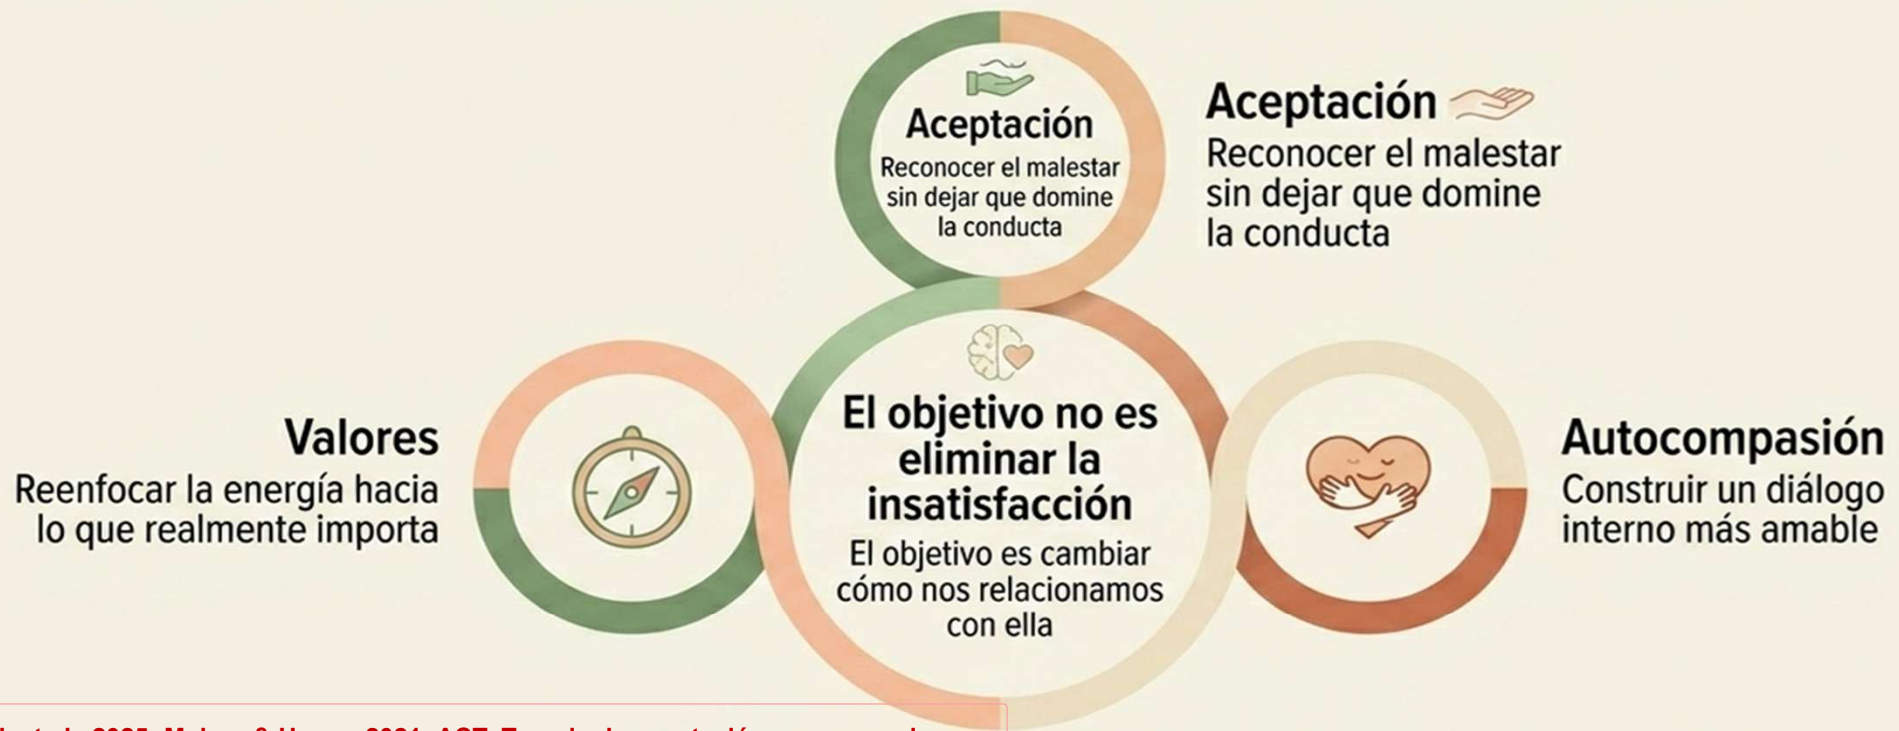 Aceptación
Reconocer el malestar
sin dejar que domine
la conducta
Aceptación
Reconocer el malestar
sin dejar que domine
la conducta
Valores
Reenfocar la energía hacia
lo que realmente importa
El objetivo no es
eliminar la
insatisfacción
El objetivo es cambiar
cómo nos relacionamos
con ella
Autocompasión
Construir un diálogo
interno más amable